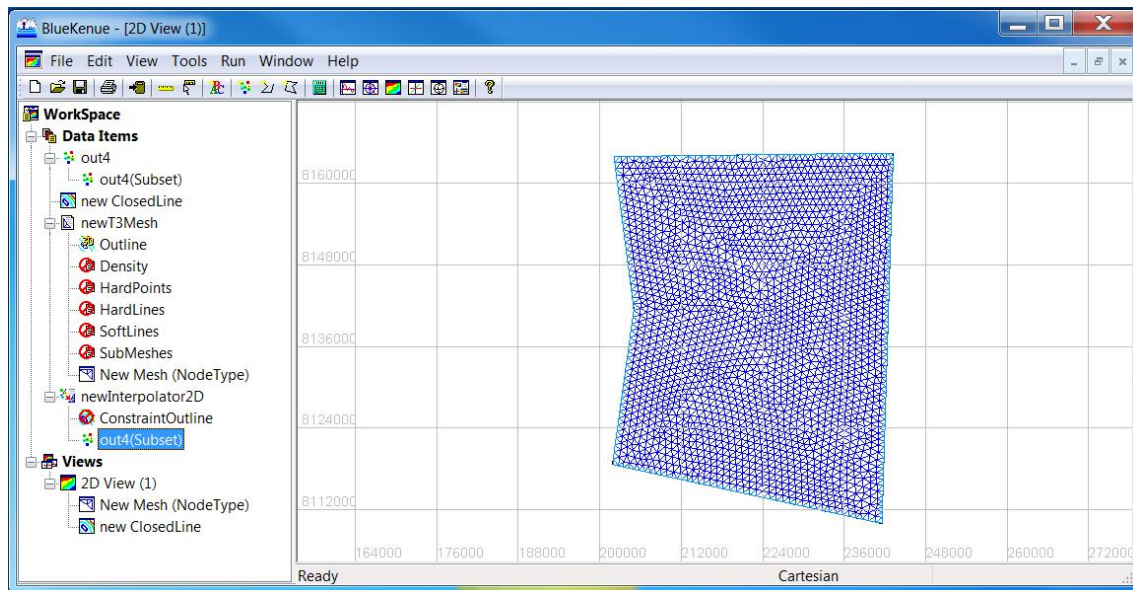 BlueKenue - [2D View (1)]
File Edit View Tools Run Window Help
WorkSpace
Data Items
out4
out4(Subset)
new ClosedLine
newT3Mesh
Outline
Density
HardPoints
HardLines
SoftLines
SubMeshes
New Mesh (NodeType)
newInterpolator2D
ConstraintOutline
out4(Subset)
Views
2D View (1)
New Mesh (NodeType)
new ClosedLine
8160000
8148000
8136000
8124000
8112000
164000 176000 188000 200000 212000 224000 236000 248000 260000 272000
Ready Cartesian